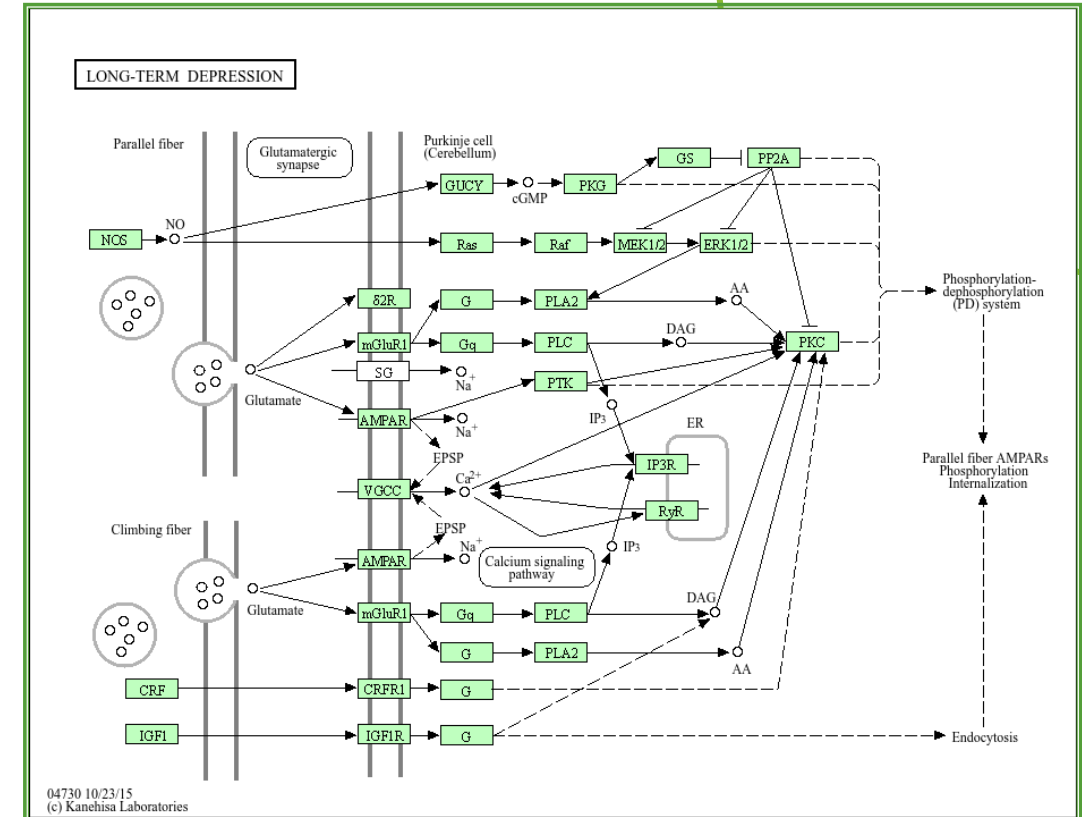 LONG-TERM DEPRESSION
Parallel fiber
Glutamatergic
synapse
Purkinje cell
(Cerebellum)
GS
PP2A
GUCY
cGMP
PKG
NO
NOS
Ras
Raf
MEK1/2
ERK1/2
Phosphorylation-
dephosphorylation
(PD) system
δ2R
G
PLA2
AA
mGluR1
Gq
PLC
DAG
PKC
SG
Na+
PTK
Glutamate
IP3
AMPAR
Na+
ER
EPSP
IP3R
Parallel fiber AMPARs
Phosphorylation
Internalization
VGCC
Ca2+
RyR
Climbing fiber
EPSP
Na+
IP3
AMPAR
Calcium signaling
pathway
Glutamate
mGluR1
Gq
PLC
DAG
G
PLA2
AA
CRF
CRFR1
G
IGF1
IGF1R
G
Endocytosis
04730 10/23/15
(c) Kanehisa Laboratories